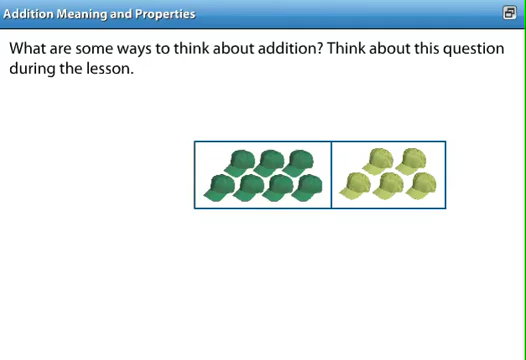 Addition Meaning and Properties
What are some ways to think about addition? Think about this question
during the lesson.